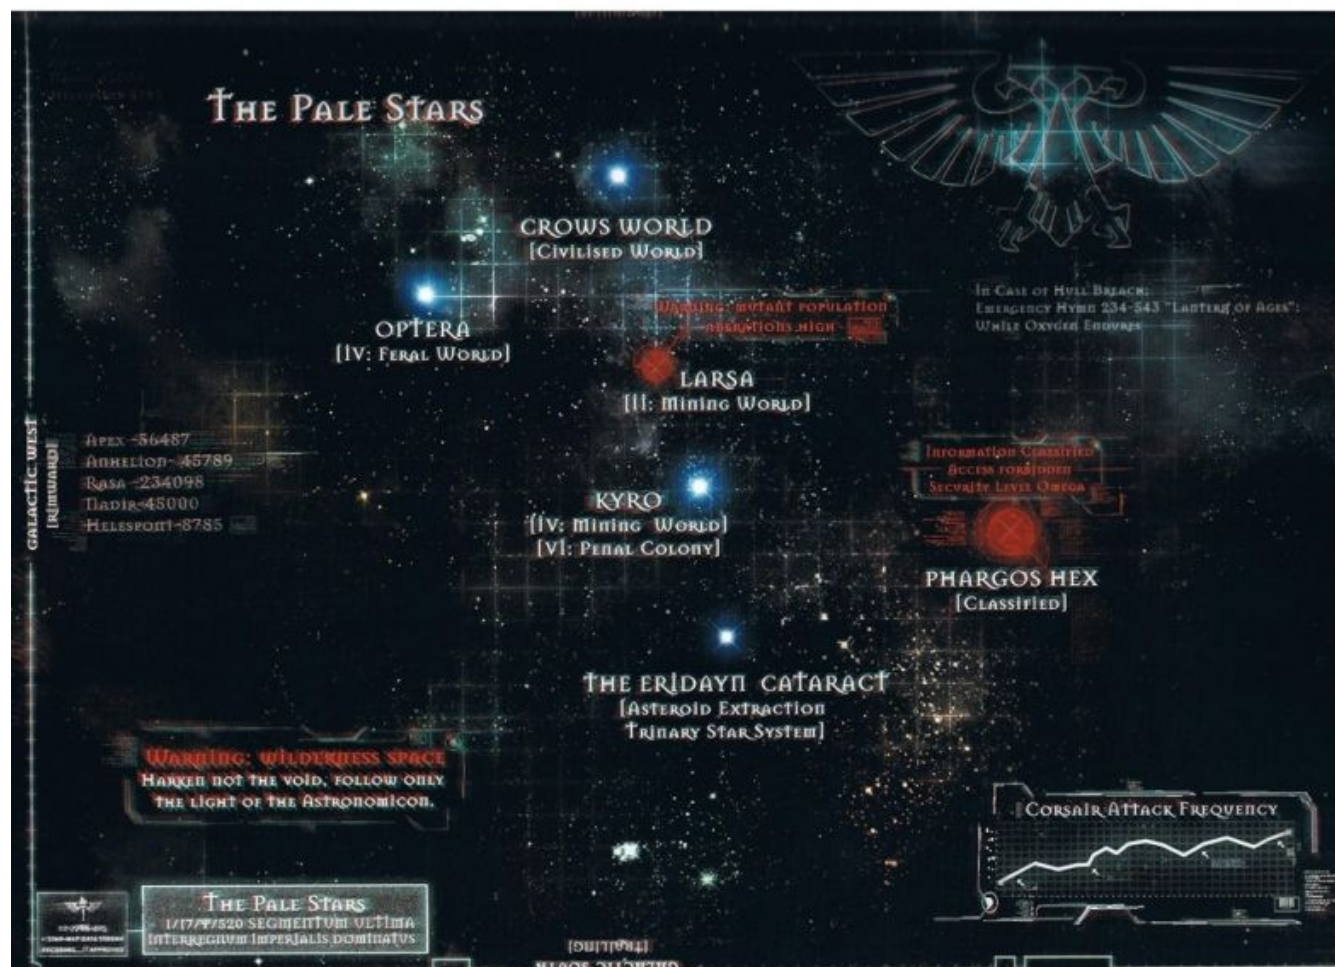 The Pale Stars
CROWS WORLD
[Civilised World]
OPTERA
[IV: Feral World]
Warning: mutant population
aberations high
LARSA
[II: Mining World]
In Case of Hull Breach:
Emergency Hymn 234-543 "Lantern of Ages":
While Oxygen Endures
GALACTIC WEST
[RIMWARD]
Apex -56487
Anhelion- 45789
Rasa -234098
Nadir-45000
Helespont-8785
Information Classified
Access forbidden
Security Level Omega
KYRO
[IV: Mining World]
[VI: Penal Colony]
PHARGOS HEX
[Classified]
THE ERIDAYN CATARACT
[Asteroid Extraction
Trinary Star System]
Warning: wilderness space
Harken not the void, follow only
the light of the Astronomicon.
Corsair Attack Frequency
The Pale Stars
SEGMENTUM ULTIMA
Interregnum Imperialis Dominatus
[TRAILING]
GALACTIC SOUTH